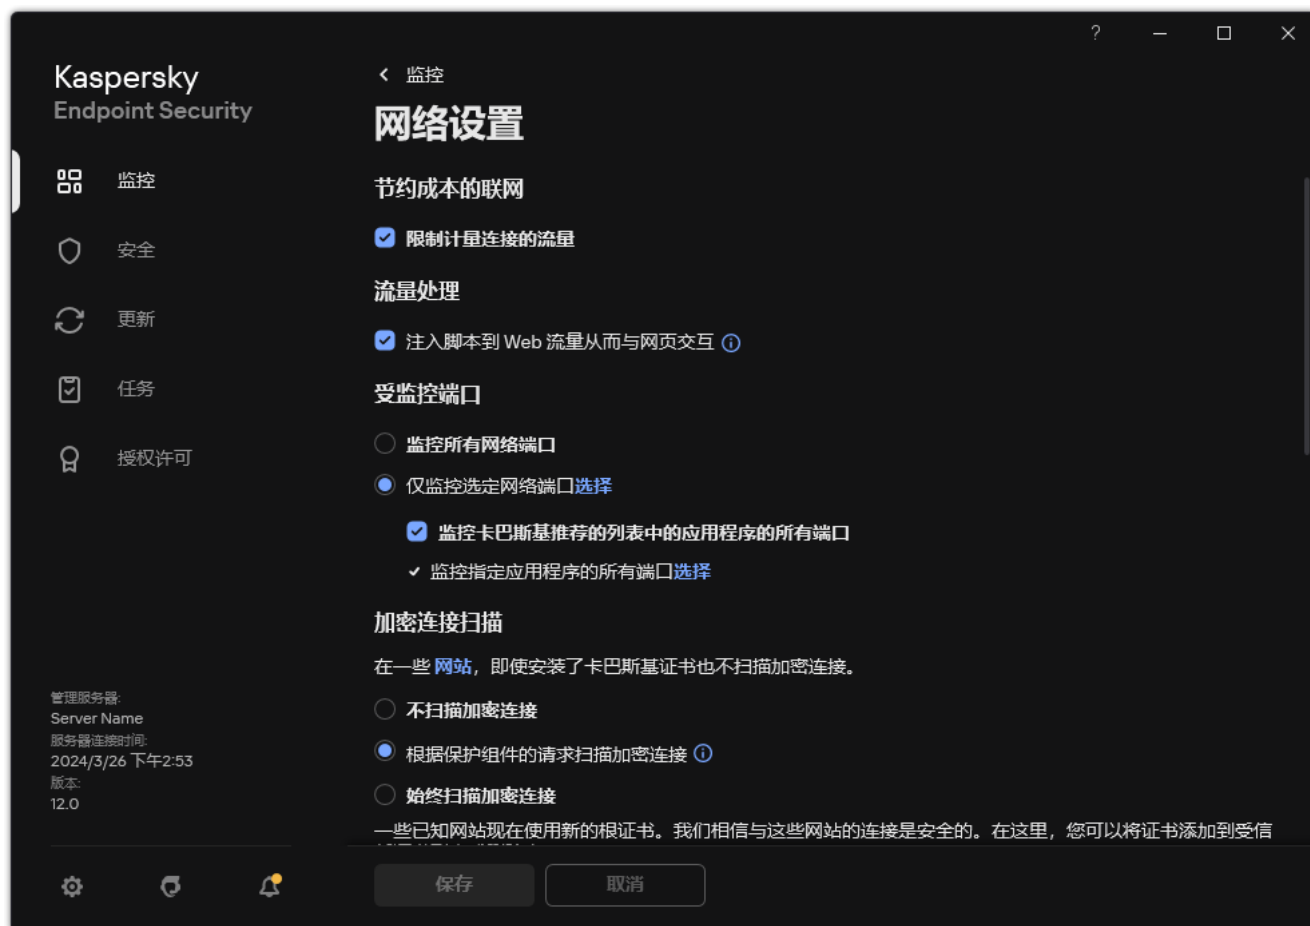 ?
Kaspersky
Endpoint Security
监控
安全
更新
任务
授权许可
管理服务器:
Server Name
服务器连接时间:
2024/3/26 下午2:53
版本:
12.0
监控
网络设置
节约成本的联网
限制计量连接的流量
流量处理
注入脚本到 Web 流量从而与网页交互
受监控端口
监控所有网络端口
仅监控选定网络端口选择
监控卡巴斯基推荐的列表中的应用程序的所有端口
监控指定应用程序的所有端口选择
加密连接扫描
在一些 网站，即使安装了卡巴斯基证书也不扫描加密连接。
不扫描加密连接
根据保护组件的请求扫描加密连接
始终扫描加密连接
一些已知网站现在使用新的根证书。我们相信与这些网站的连接是安全的。在这里，您可以将证书添加到受信
保存
取消